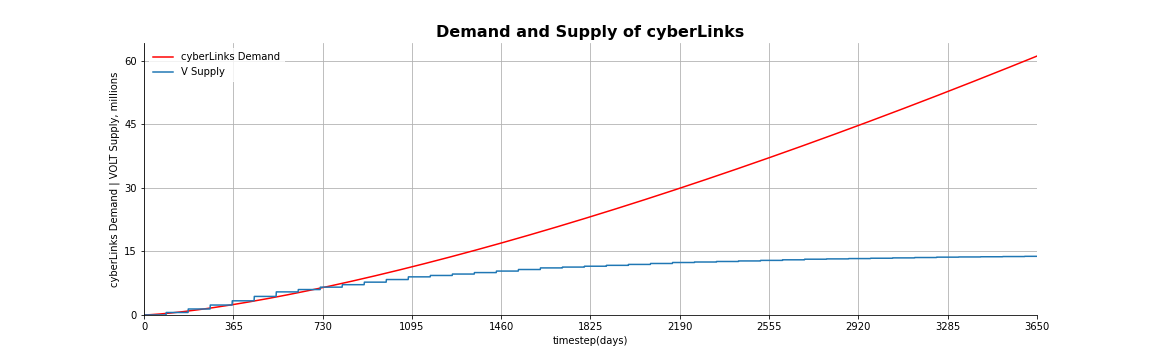 Demand and Supply of cyberLinks
cyberLinks Demand
V Supply
cyberLinks Demand | VOLT Supply, millions
60
45
30
15
0
0 365 730 1095 1460 1825 2190 2555 2920 3285 3650
timestep(days)